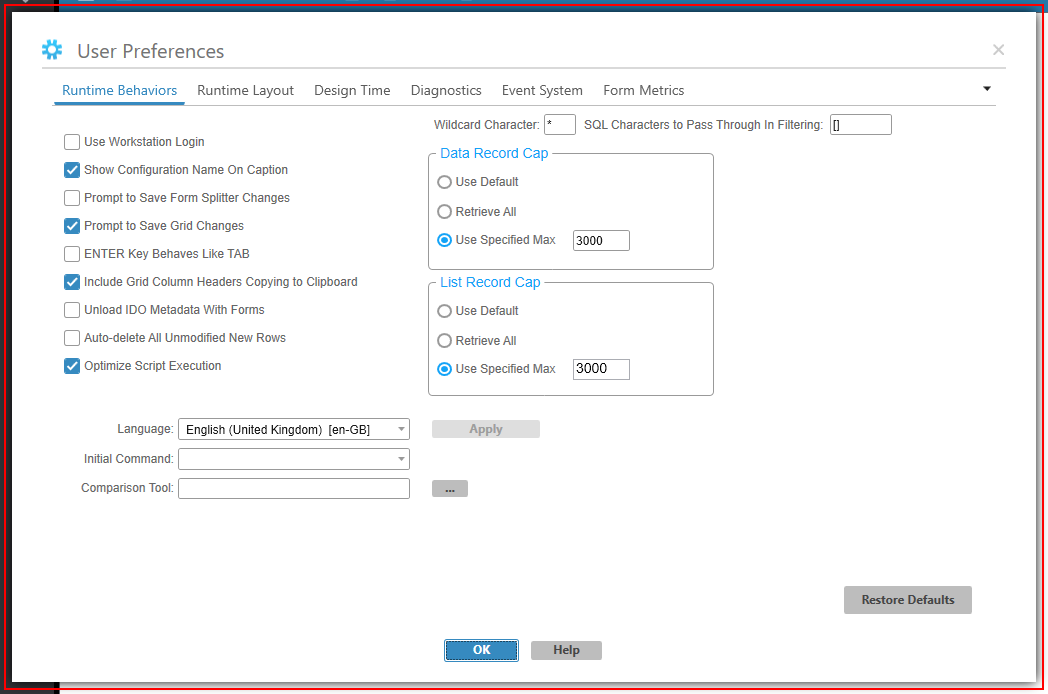 User Preferences
Runtime Behaviors Runtime Layout Design Time Diagnostics Event System Form Metrics
Wildcard Character: * SQL Characters to Pass Through In Filtering: []
Use Workstation Login
Show Configuration Name On Caption
Prompt to Save Form Splitter Changes
Prompt to Save Grid Changes
ENTER Key Behaves Like TAB
Include Grid Column Headers Copying to Clipboard
Unload IDO Metadata With Forms
Auto-delete All Unmodified New Rows
Optimize Script Execution
Data Record Cap
Use Default
Retrieve All
Use Specified Max 3000
List Record Cap
Use Default
Retrieve All
Use Specified Max 3000
Language: English (United Kingdom) [en-GB] Apply
Initial Command:
Comparison Tool: ...
Restore Defaults
OK Help